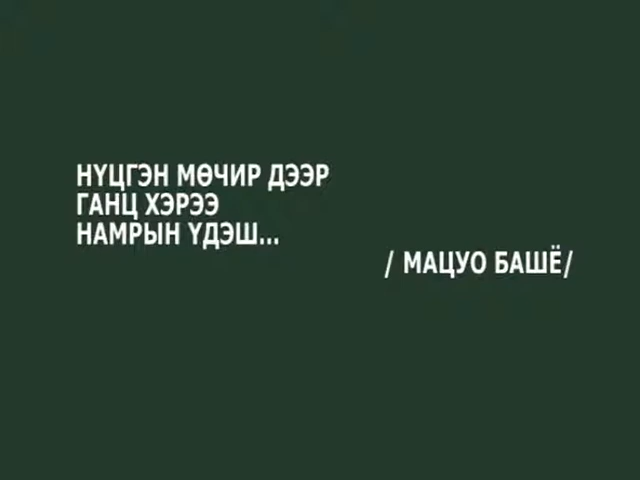 НҮЦГЭН МӨЧИР ДЭЭР
ГАНЦ ХЭРЭЭ
НАМРЫН ҮДЭШ...
/ МАЦУО БАШЁ/